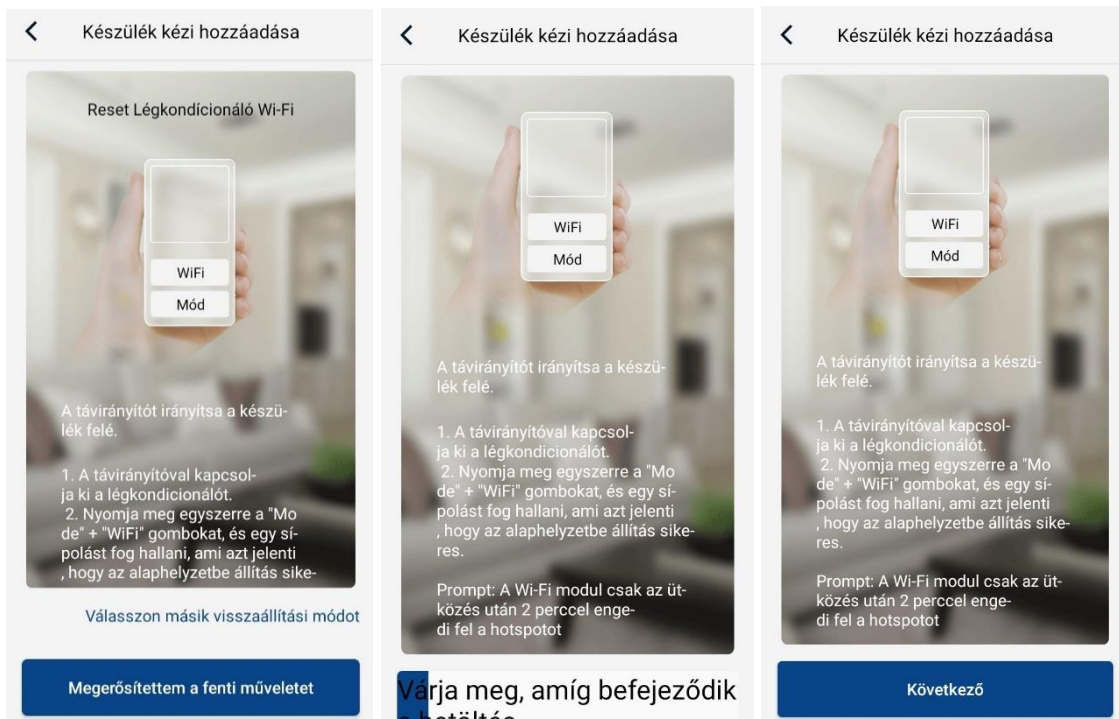 Készülék kézi hozzáadása
Reset Légkondícionáló Wi-Fi
WiFi
Mód
A távirányítót irányítsa a készü-
lék felé.
1. A távirányítóval kapcsol-
ja ki a légkondicionálót.
2. Nyomja meg egyszerre a "Mo
de" + "WiFi" gombokat, és egy sí-
polást fog hallani, ami azt jelenti
, hogy az alaphelyzetbe állítás sike-
Válasszon másik visszaállítási módot
Megerősítettem a fenti műveletet
Készülék kézi hozzáadása
WiFi
Mód
A távirányítót irányítsa a készü-
lék felé.
1. A távirányítóval kapcsol-
ja ki a légkondicionálót.
2. Nyomja meg egyszerre a "Mo
de" + "WiFi" gombokat, és egy sí-
polást fog hallani, ami azt jelenti
, hogy az alaphelyzetbe állítás sike-
res.
Prompt: A Wi-Fi modul csak az üt-
közés után 2 perccel enge-
di fel a hotspotot
Várja meg, amíg befejeződik
a betöltés
Készülék kézi hozzáadása
WiFi
Mód
A távirányítót irányítsa a készü-
lék felé.
1. A távirányítóval kapcsol-
ja ki a légkondicionálót.
2. Nyomja meg egyszerre a "Mo
de" + "WiFi" gombokat, és egy sí-
polást fog hallani, ami azt jelenti
, hogy az alaphelyzetbe állítás sike-
res.
Prompt: A Wi-Fi modul csak az üt-
közés után 2 perccel enge-
di fel a hotspotot
Következő